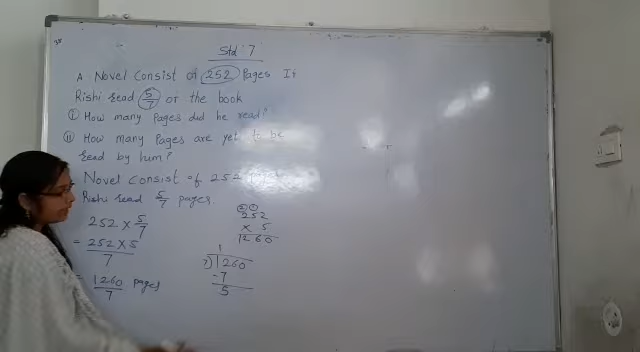 Std 7
A Novel Consist of 252 Pages If
Rishi read 5/7 of the book
(i) How many Pages did he read?
(ii) How many Pages are yet to be
read by him?
Novel consist of 252
Rishi read 5/7 pages
252 × 5/7
= 252 × 5 / 7
= 1260 / 7 pages
② ①
252
× 5
1260
1
7) 1260
- 7
5